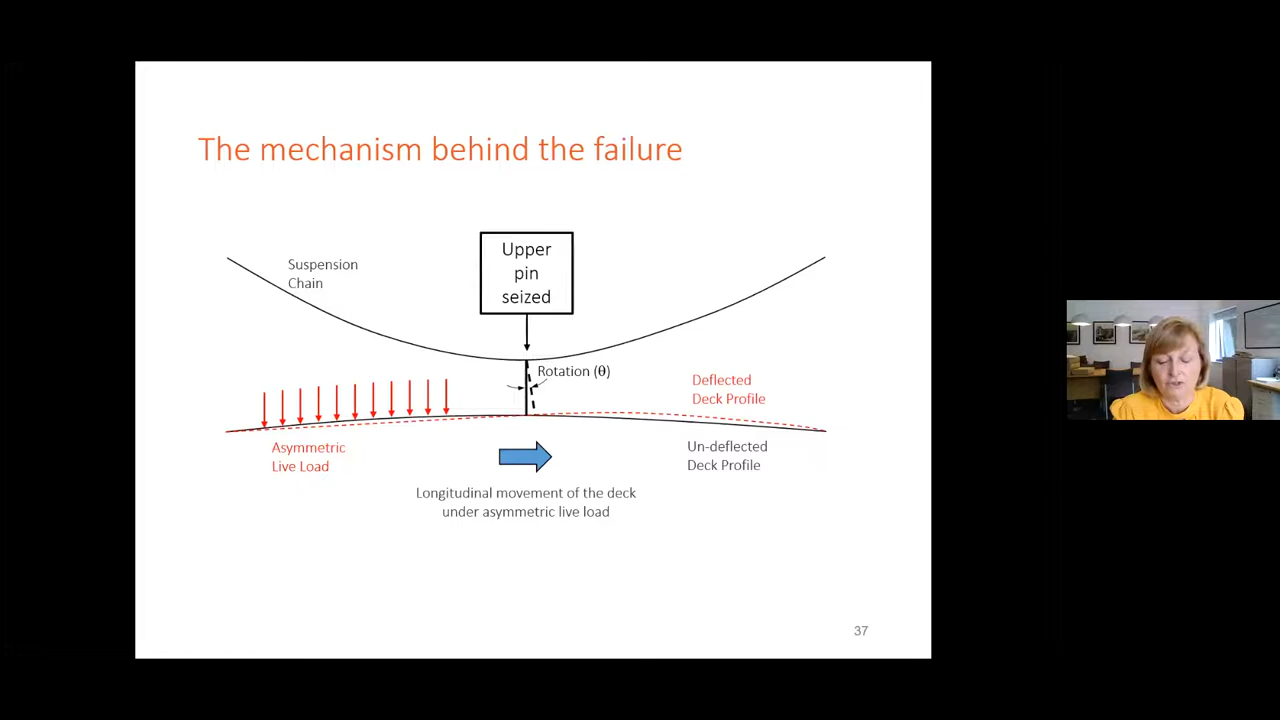 The mechanism behind the failure
Upper
pin
seized
Suspension
Chain
Rotation (θ)
Deflected
Deck Profile
Asymmetric
Live Load
Un-deflected
Deck Profile
Longitudinal movement of the deck
under asymmetric live load
37